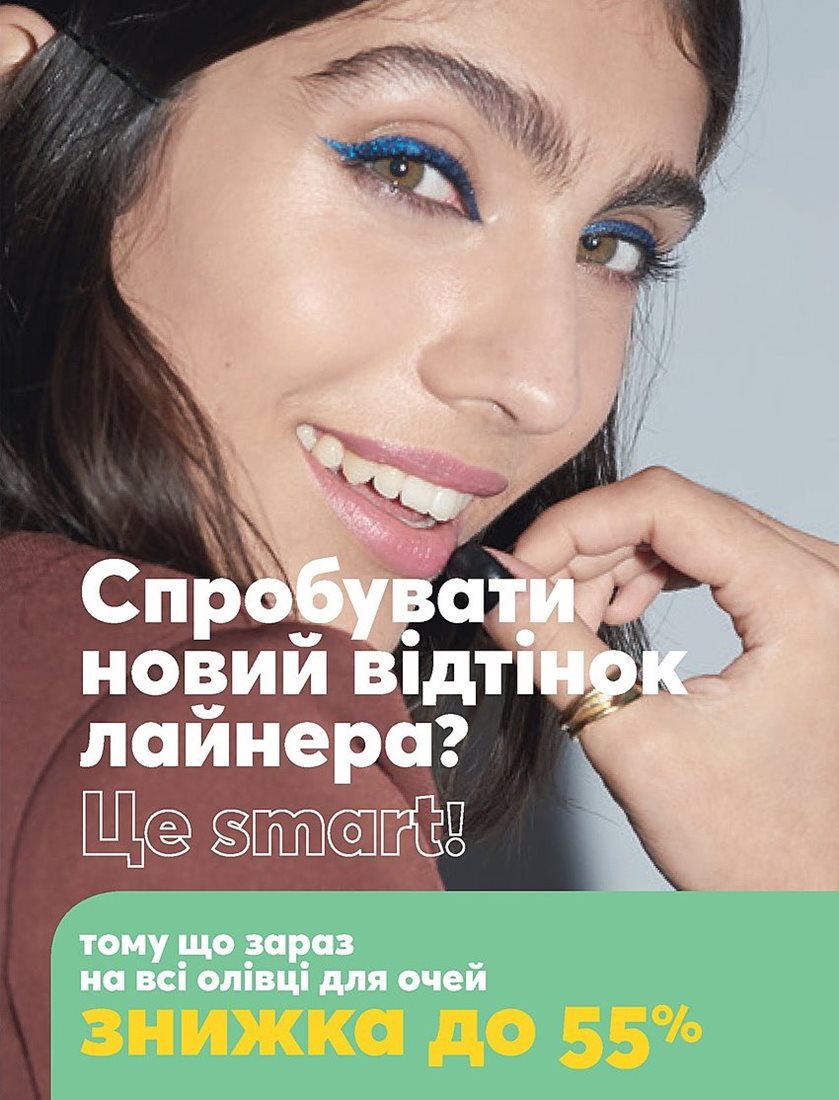 Спробувати
новий відтінок
лайнера?
Це smart!
тому що зараз
на всі олівці для очей
знижка до 55%